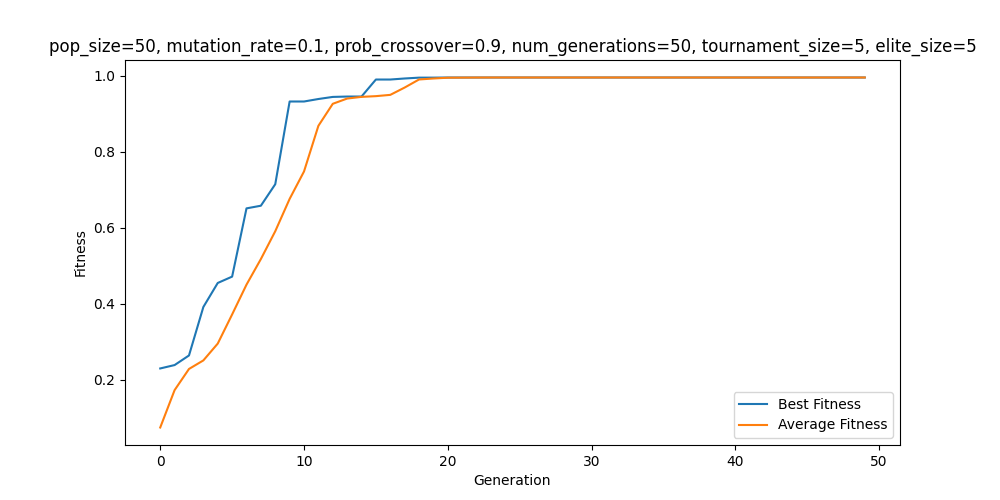 pop_size=50, mutation_rate=0.1, prob_crossover=0.9, num_generations=50, tournament_size=5, elite_size=5
1.0
0.8
0.6
0.4
0.2
Fitness
Best Fitness
Average Fitness
0 10 20 30 40 50
Generation